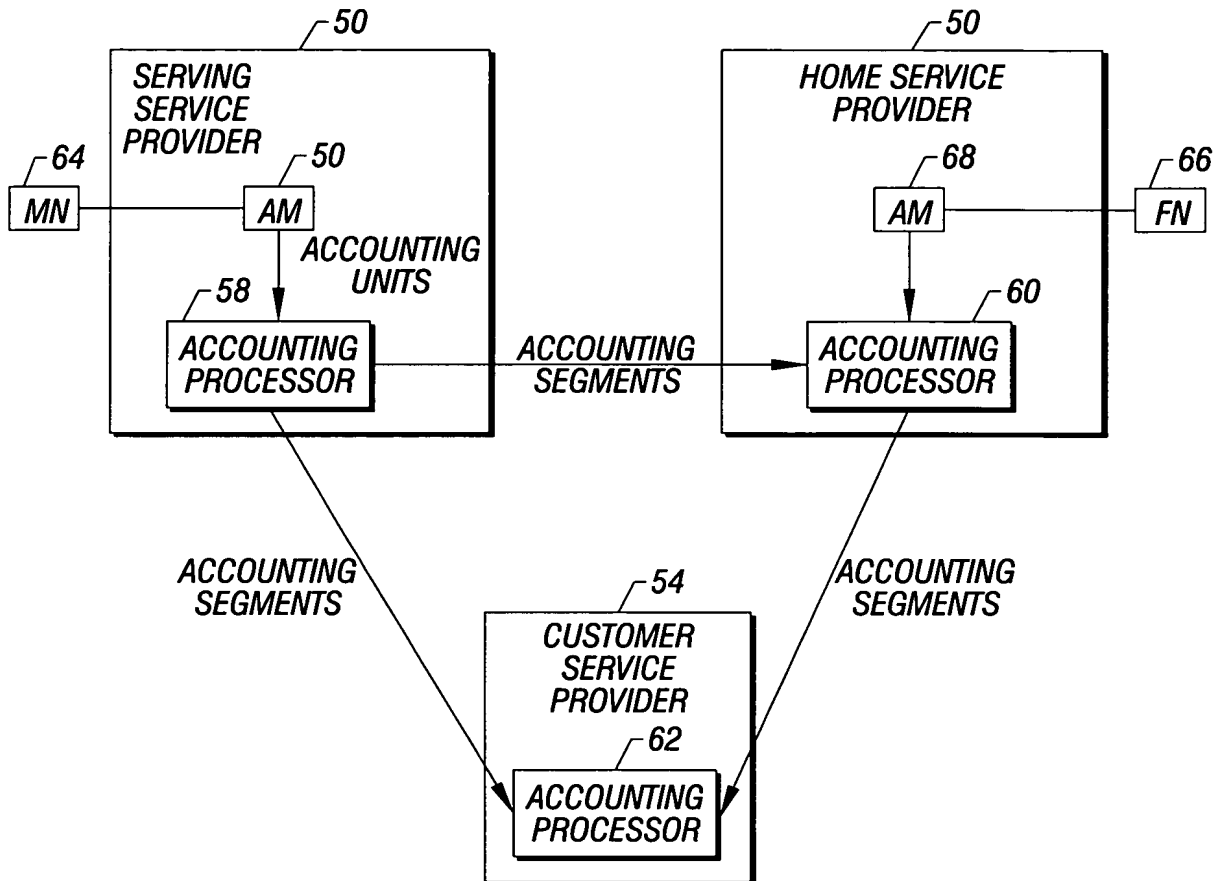 50
SERVING
SERVICE
PROVIDER
64
MN
50
AM
ACCOUNTING
UNITS
58
ACCOUNTING
PROCESSOR
ACCOUNTING
SEGMENTS
50
HOME SERVICE
PROVIDER
68
AM
66
FN
60
ACCOUNTING
PROCESSOR
ACCOUNTING
SEGMENTS
ACCOUNTING
SEGMENTS
54
CUSTOMER
SERVICE
PROVIDER
62
ACCOUNTING
PROCESSOR